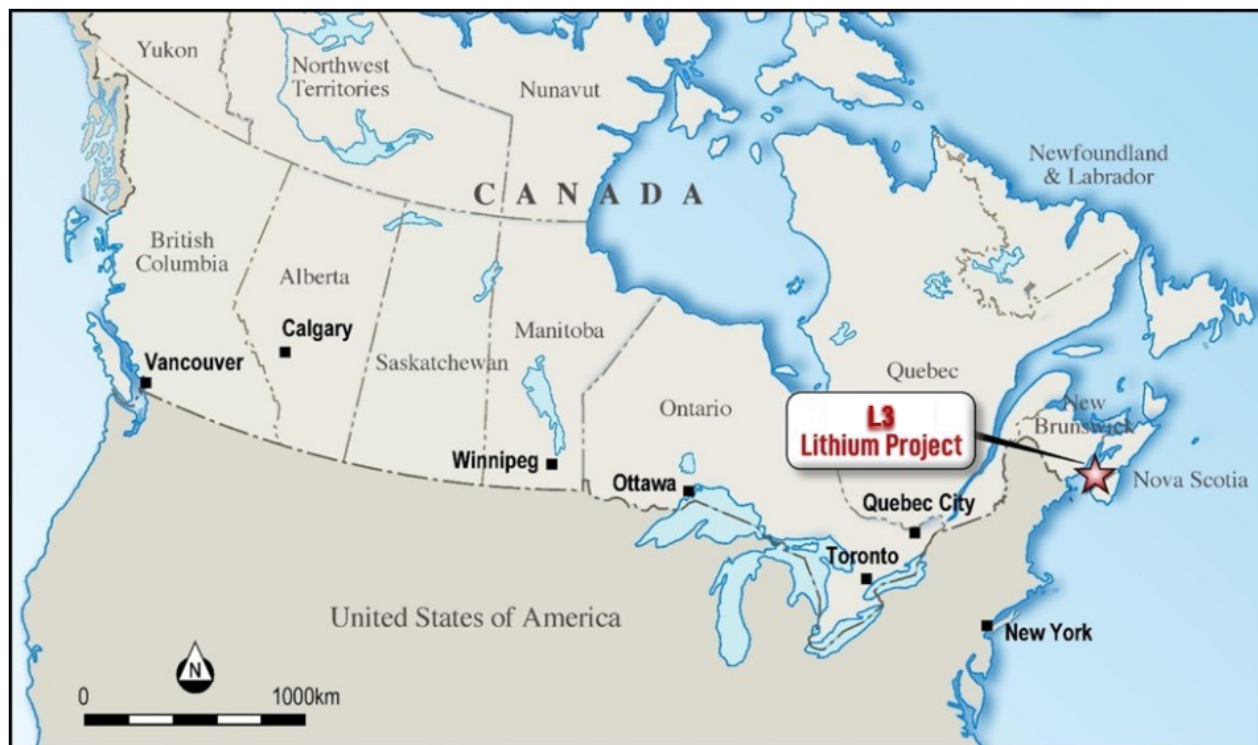 Yukon
Northwest
Territories
Nunavut
Newfoundland
& Labrador
CANADA
British
Columbia
Alberta
Calgary
Vancouver
Saskatchewan
Manitoba
Winnipeg
Ontario
Quebec
L3
Lithium Project
New
Brunswick
Nova Scotia
Ottawa
Quebec City
Toronto
United States of America
New York
N
0 1000km